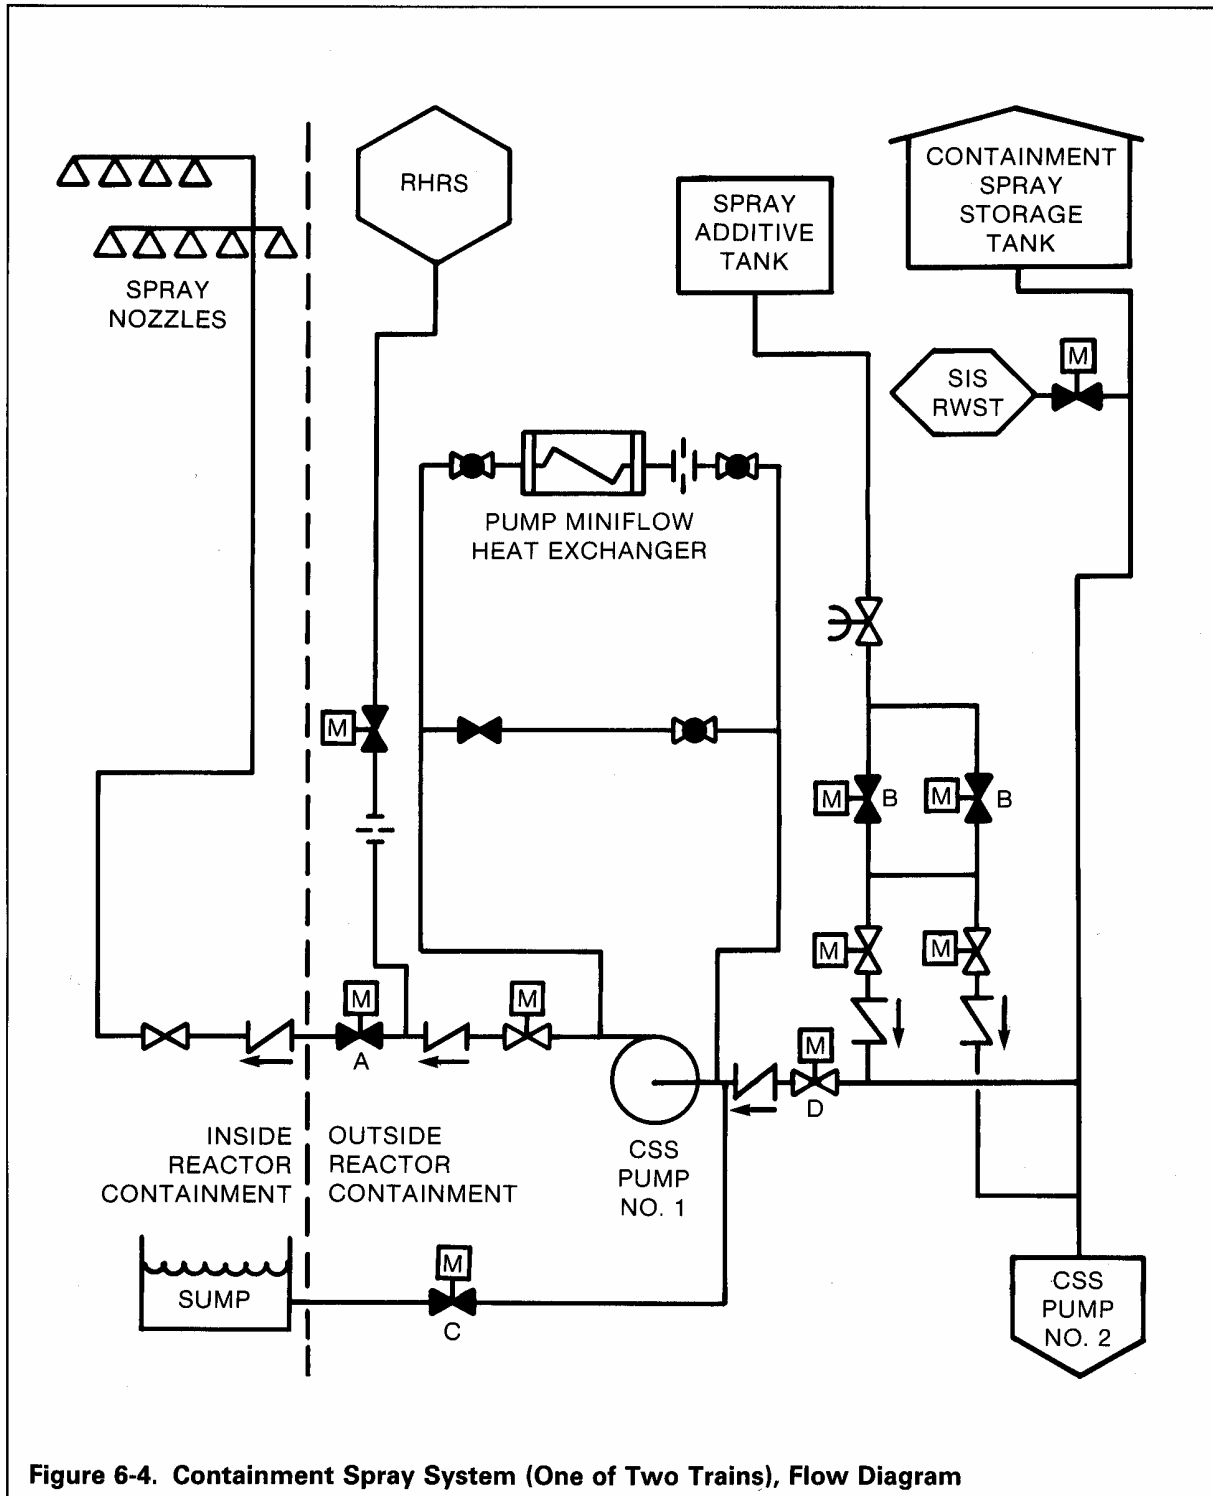 RHRS
SPRAY
ADDITIVE
TANK
CONTAINMENT
SPRAY
STORAGE
TANK
SPRAY
NOZZLES
M
SIS
RWST
PUMP MINIFLOW
HEAT EXCHANGER
M
M
B
M
B
M
M
M
A
M
M
D
INSIDE
REACTOR
CONTAINMENT
OUTSIDE
REACTOR
CONTAINMENT
CSS
PUMP
NO. 1
SUMP
M
C
CSS
PUMP
NO. 2
Figure 6-4. Containment Spray System (One of Two Trains), Flow Diagram